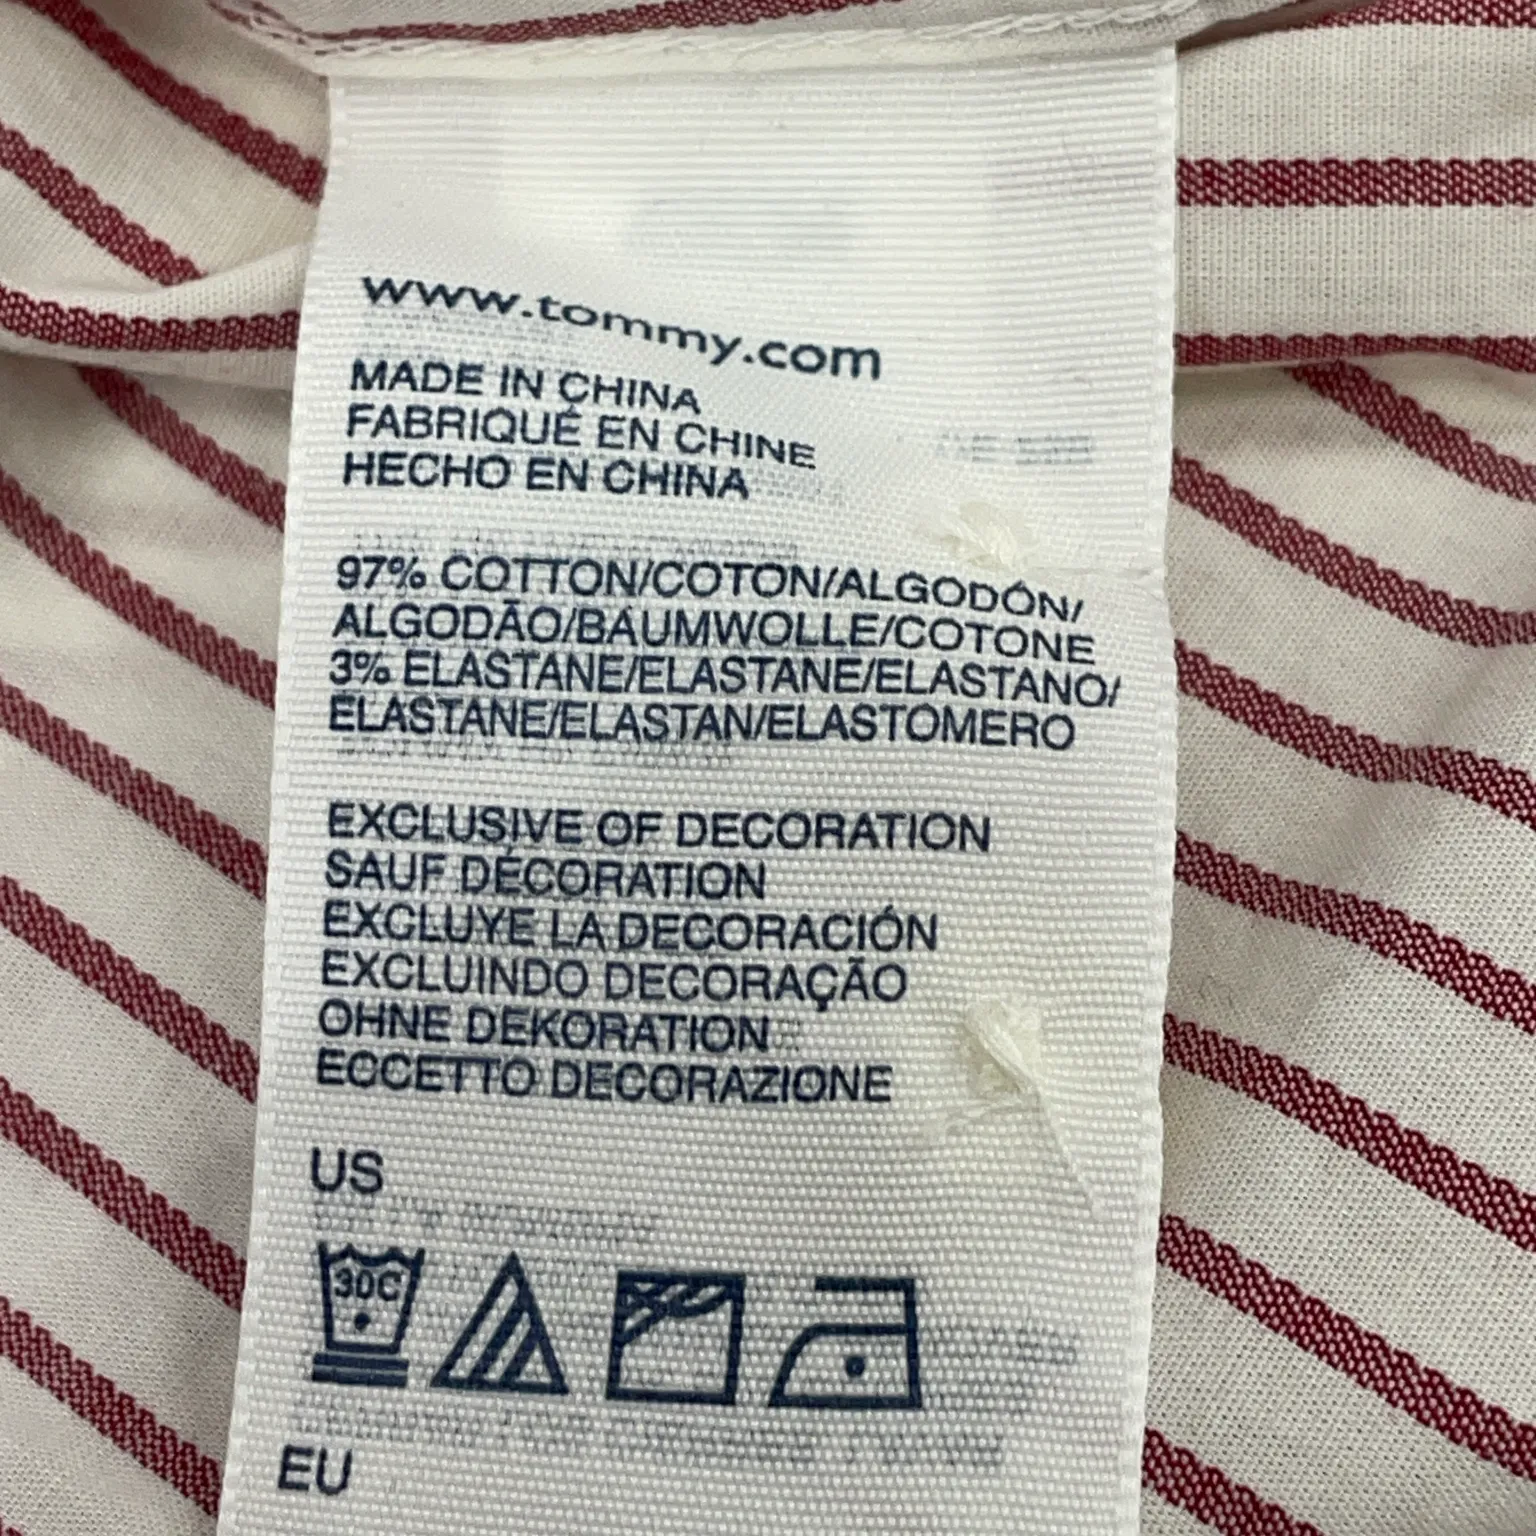 www.tommy.com
MADE IN CHINA
FABRIQUÉ EN CHINE
HECHO EN CHINA
97% COTTON/COTON/ALGODÓN/
ALGODÃO/BAUMWOLLE/COTONE
3% ELASTANE/ELASTANE/ELASTANO/
ELASTANE/ELASTAN/ELASTOMERO
EXCLUSIVE OF DECORATION
SAUF DÉCORATION
EXCLUYE LA DECORACIÓN
EXCLUINDO DECORAÇÃO
OHNE DEKORATION
ECCETTO DECORAZIONE
US
30C
EU